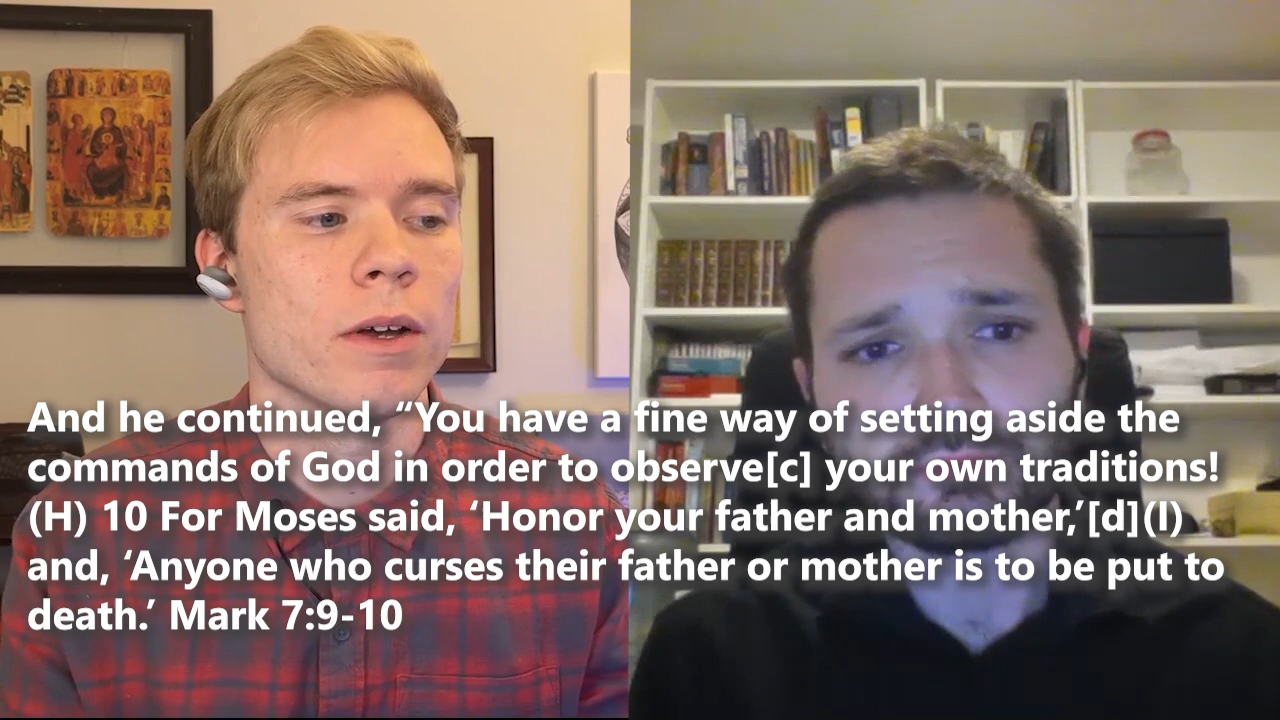 And he continued, “You have a fine way of setting aside the
commands of God in order to observe[c] your own traditions!
(H) 10 For Moses said, ‘Honor your father and mother,’[d](I)
and, ‘Anyone who curses their father or mother is to be put to
death.’ Mark 7:9-10